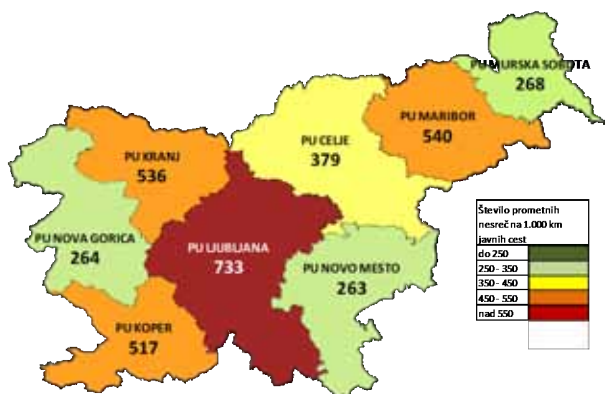 PU MURSKA SOBOTA
268
PU MARIBOR
540
PU CELJE
379
PU KRANJ
536
PU NOVA GORICA
264
PU LJUBLJANA
733
PU NOVO MESTO
263
PU KOPER
517
Število prometnih
nesreč na 1.000 km
javnih cest
do 250
250 - 350
350 - 450
450 - 550
nad 550